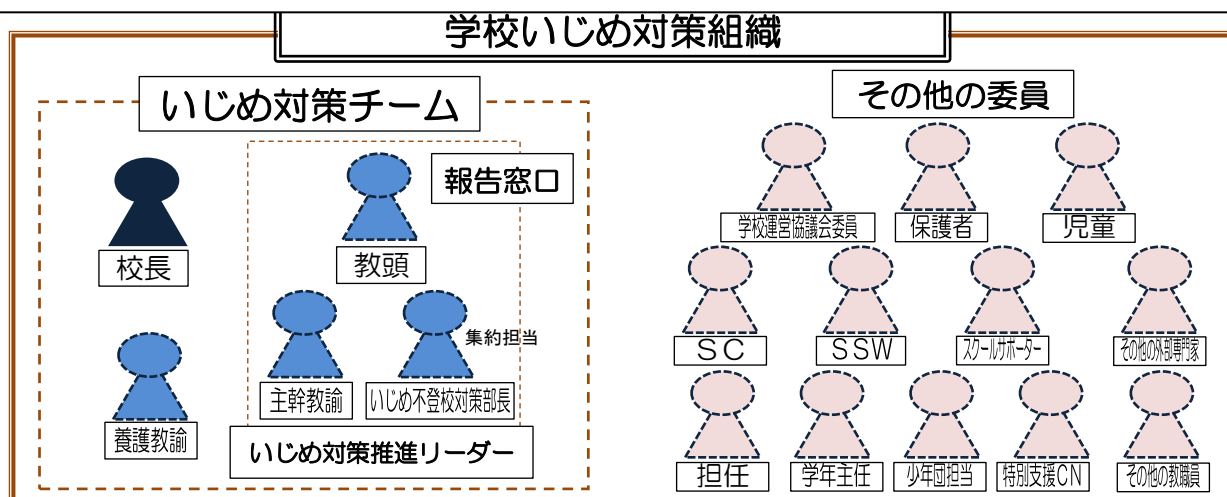 学校いじめ対策組織
いじめ対策チーム
報告窓口
校長
教頭
集約担当
主幹教諭
いじめ不登校対策部長
養護教諭
いじめ対策推進リーダー
その他の委員
学校運営協議会委員
保護者
児童
ＳＣ
ＳＳＷ
スクールサポーター
その他の外部専門家
担任
学年主任
少年団担当
特別支援ＣＮ
その他の教職員